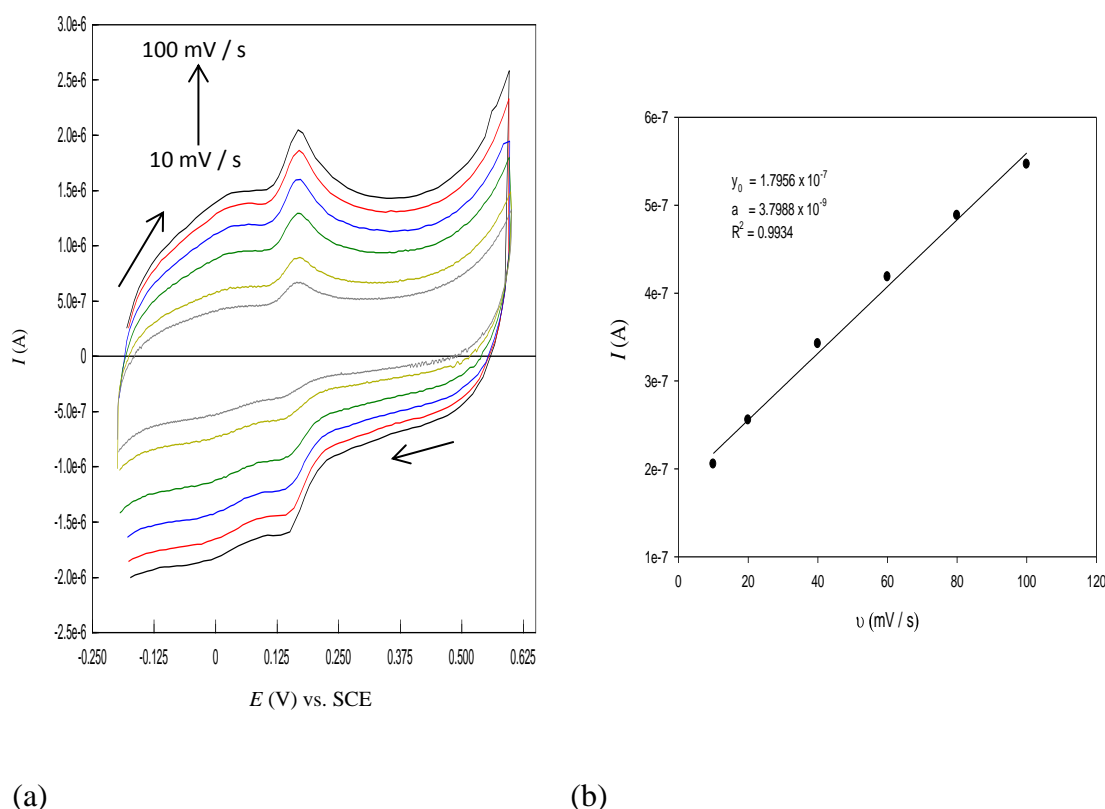 3.0e-6
2.5e-6
2.0e-6
1.5e-6
1.0e-6
5.0e-7
0
-5.0e-7
-1.0e-6
-1.5e-6
-2.0e-6
-2.5e-6
I (A)
100 mV / s
10 mV / s
-0.250 -0.125 0 0.125 0.250 0.375 0.500 0.625
E (V) vs. SCE
(a)
6e-7
5e-7
4e-7
3e-7
2e-7
1e-7
I (A)
y₀ = 1.7956 x 10⁻⁷
a = 3.7988 x 10⁻⁹
R² = 0.9934
0 20 40 60 80 100 120
υ (mV / s)
(b)